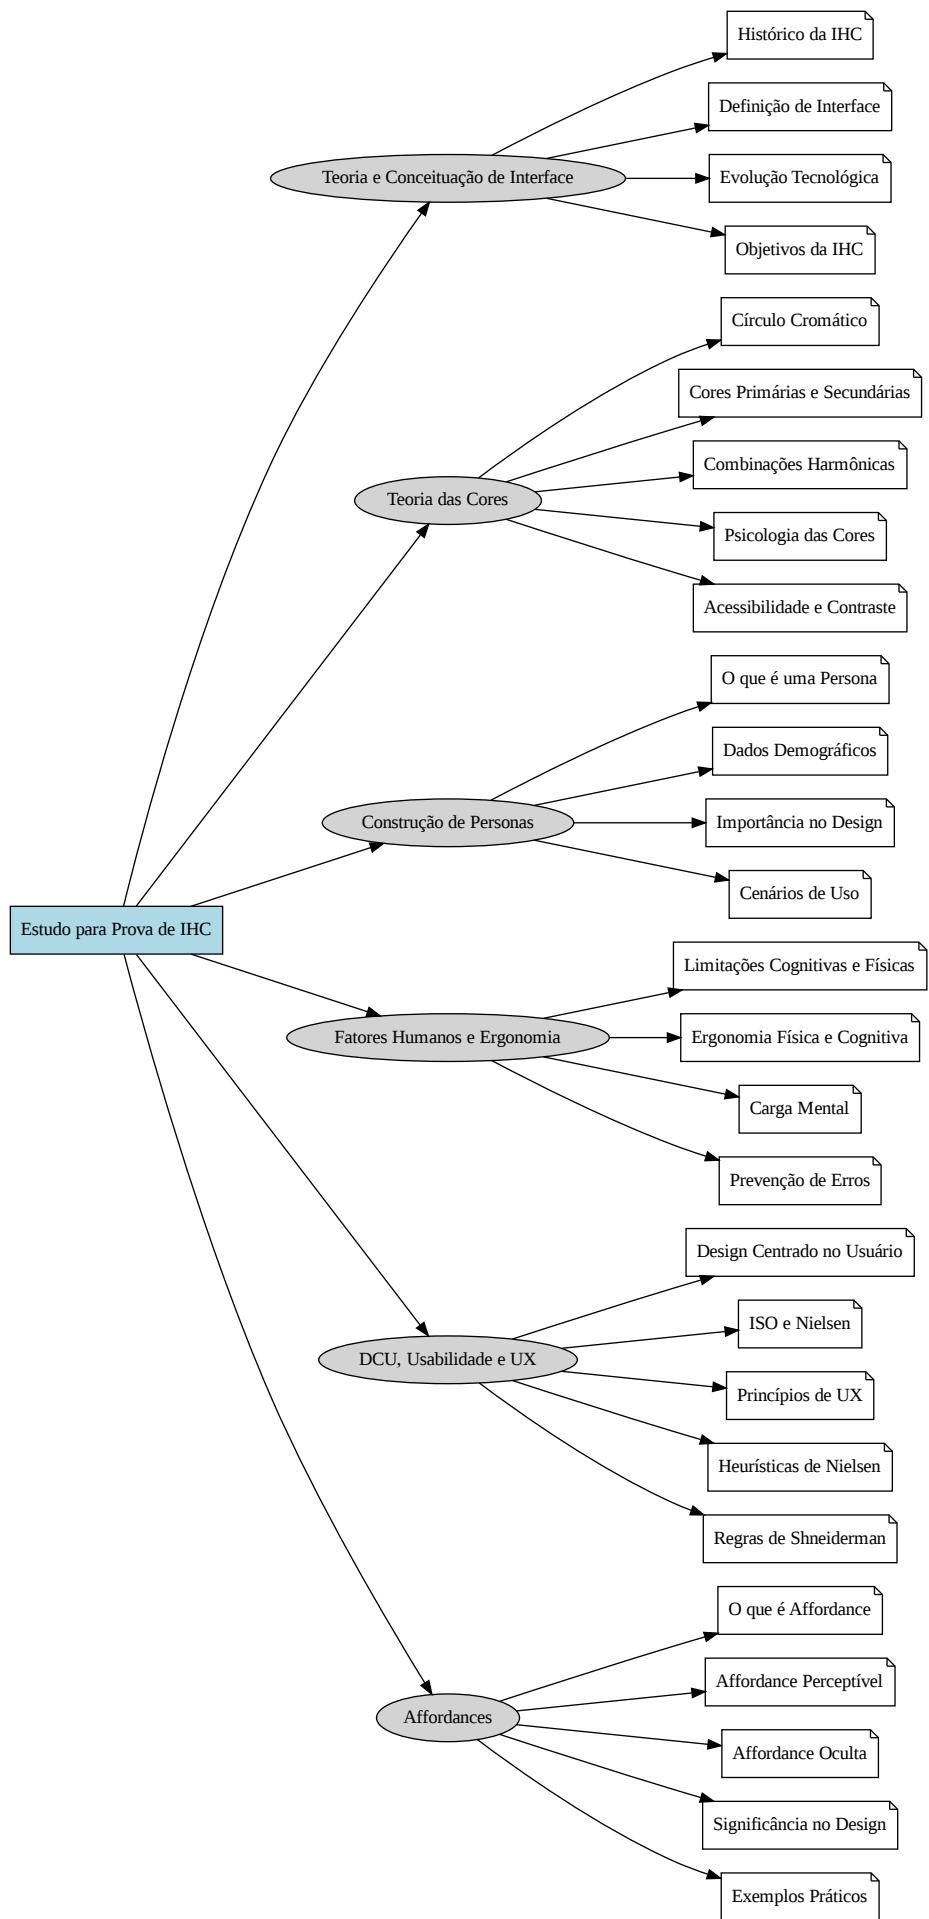 Histórico da IHC
Definição de Interface
Teoria e Conceituação de Interface
Evolução Tecnológica
Objetivos da IHC
Círculo Cromático
Cores Primárias e Secundárias
Combinações Harmônicas
Teoria das Cores
Psicologia das Cores
Acessibilidade e Contraste
O que é uma Persona
Dados Demográficos
Construção de Personas
Importância no Design
Cenários de Uso
Estudo para Prova de IHC
Limitações Cognitivas e Físicas
Fatores Humanos e Ergonomia
Ergonomia Física e Cognitiva
Carga Mental
Prevenção de Erros
Design Centrado no Usuário
ISO e Nielsen
DCU, Usabilidade e UX
Princípios de UX
Heurísticas de Nielsen
Regras de Shneiderman
O que é Affordance
Affordance Perceptível
Affordances
Affordance Oculta
Significância no Design
Exemplos Práticos